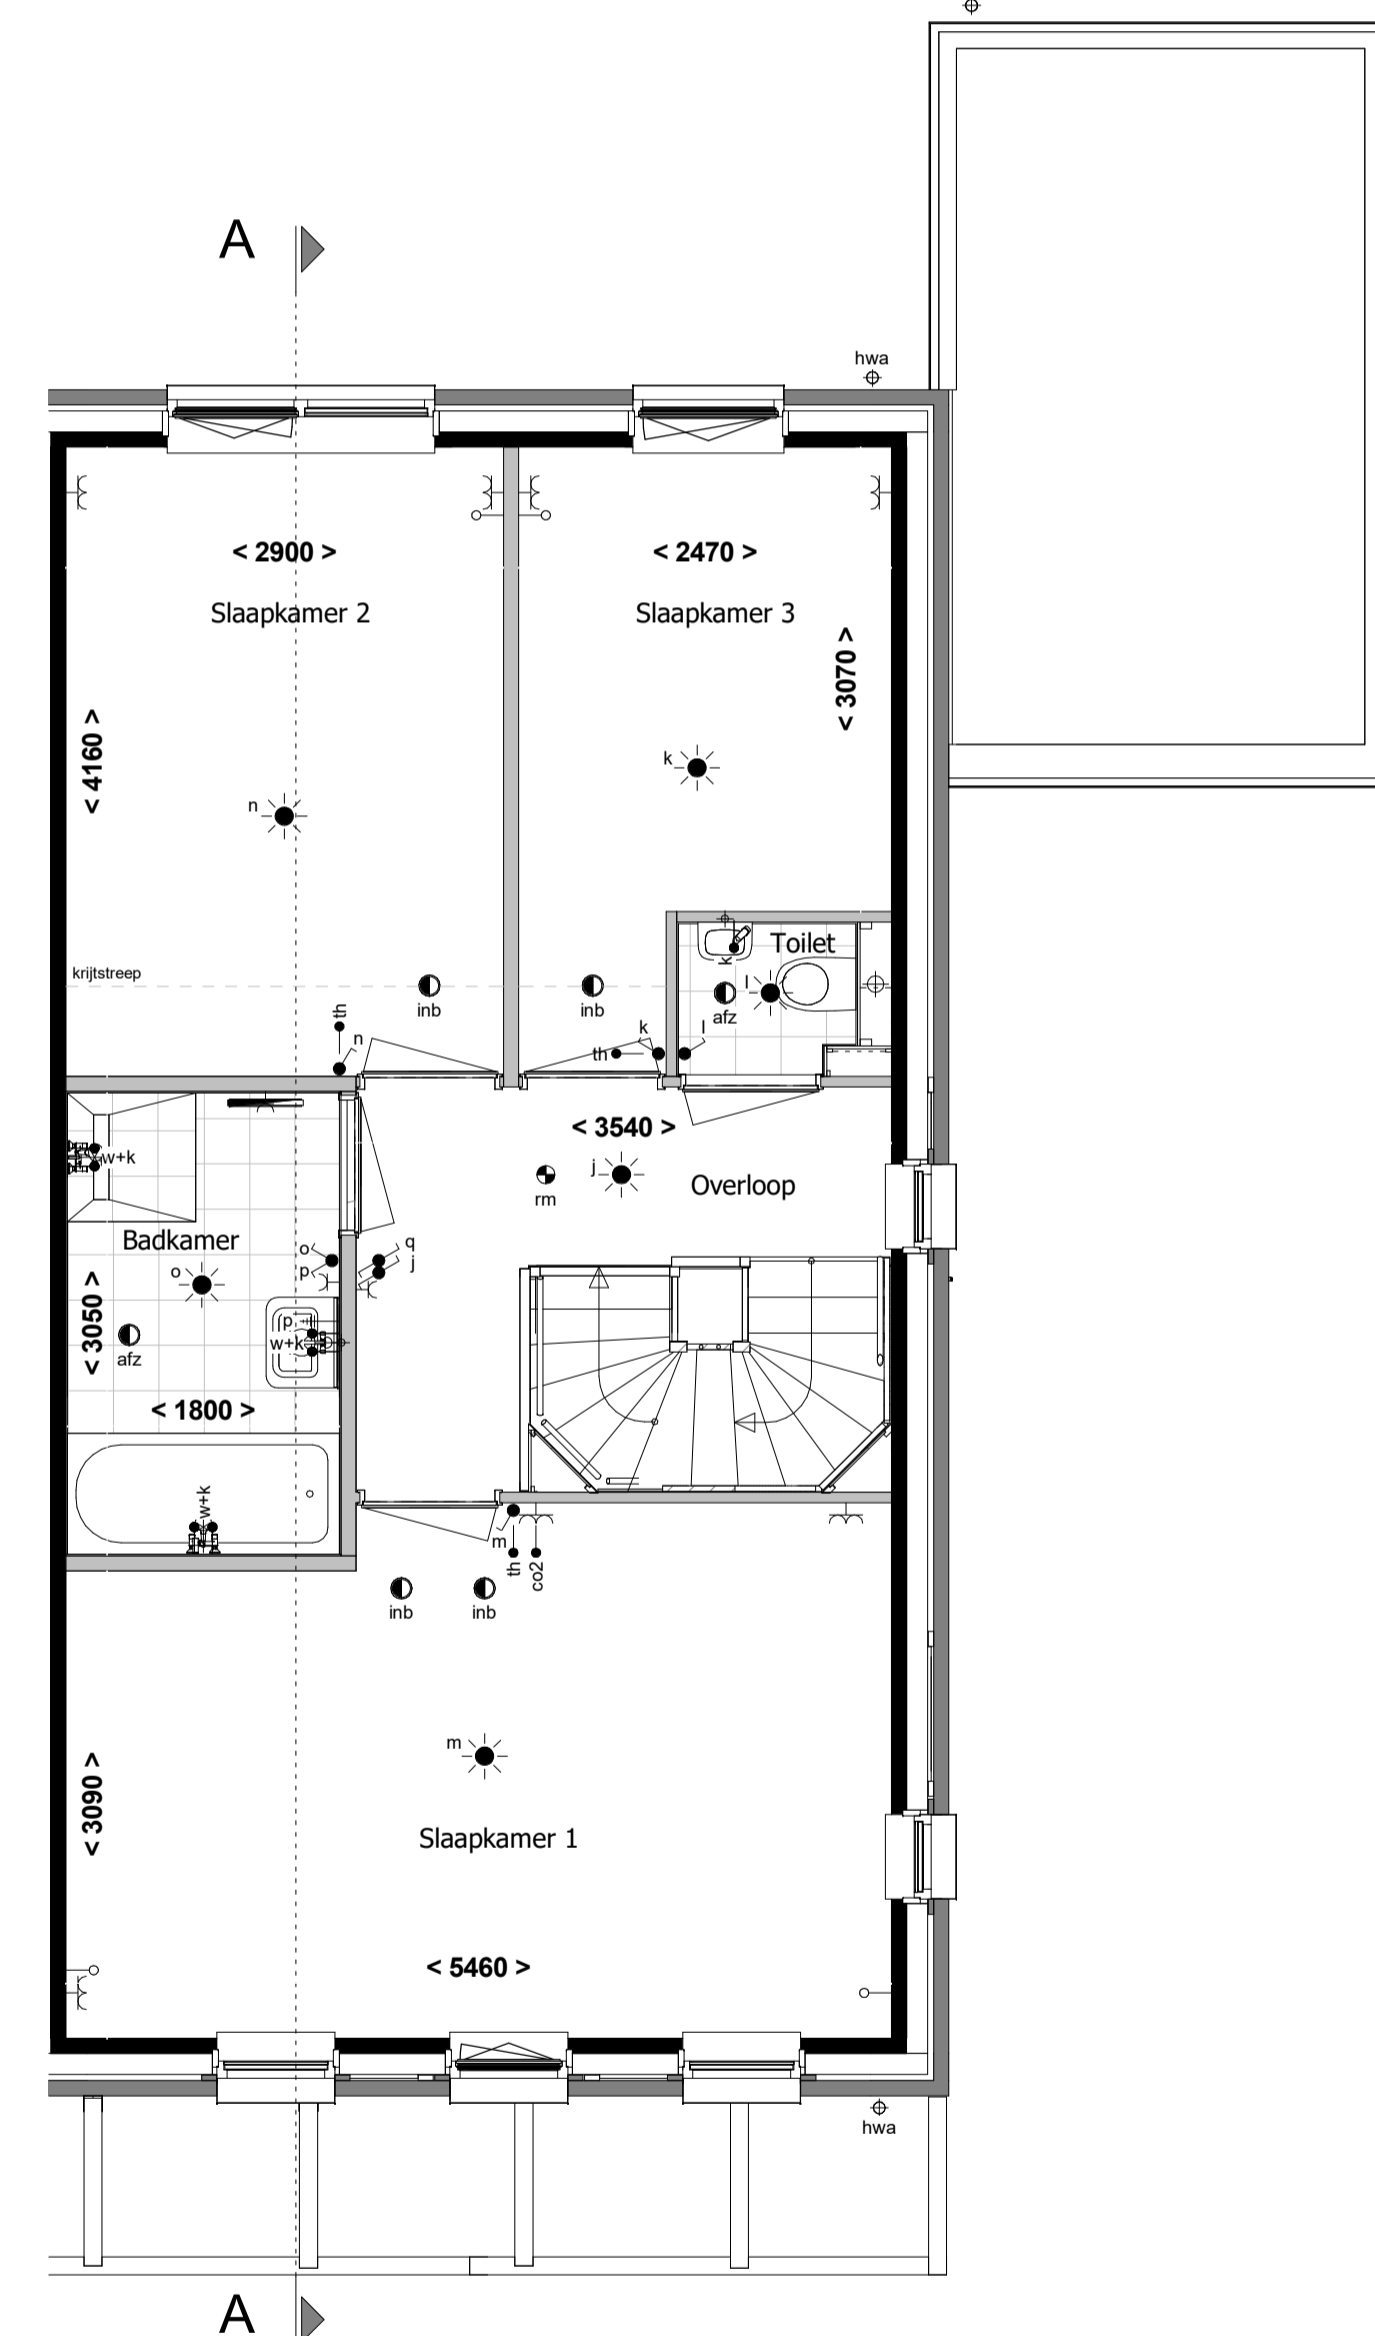 A
hwa
< 2900 >
< 2470 >
Slaapkamer 2
Slaapkamer 3
< 3070 >
< 4160 >
k
n
Toilet
k
krijtstreep
l
inb
inb
afz
th
n
k
l
th
< 3540 >
w+k
j
rm
Overloop
Badkamer
o
q
p
j
o
< 3050 >
p
w+k
afz
< 1800 >
w+k
m
th
co2
inb
inb
m
< 3090 >
Slaapkamer 1
< 5460 >
hwa
A